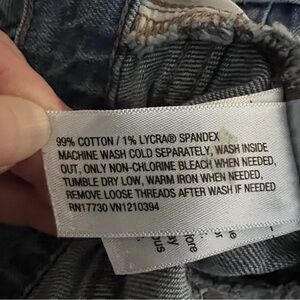 99% COTTON / 1% LYCRA® SPANDEX
MACHINE WASH COLD SEPARATELY, WASH INSIDE
OUT, ONLY NON-CHLORINE BLEACH WHEN NEEDED,
TUMBLE DRY LOW, WARM IRON WHEN NEEDED,
REMOVE LOOSE THREADS AFTER WASH IF NEEDED
RN17730 VN1210394